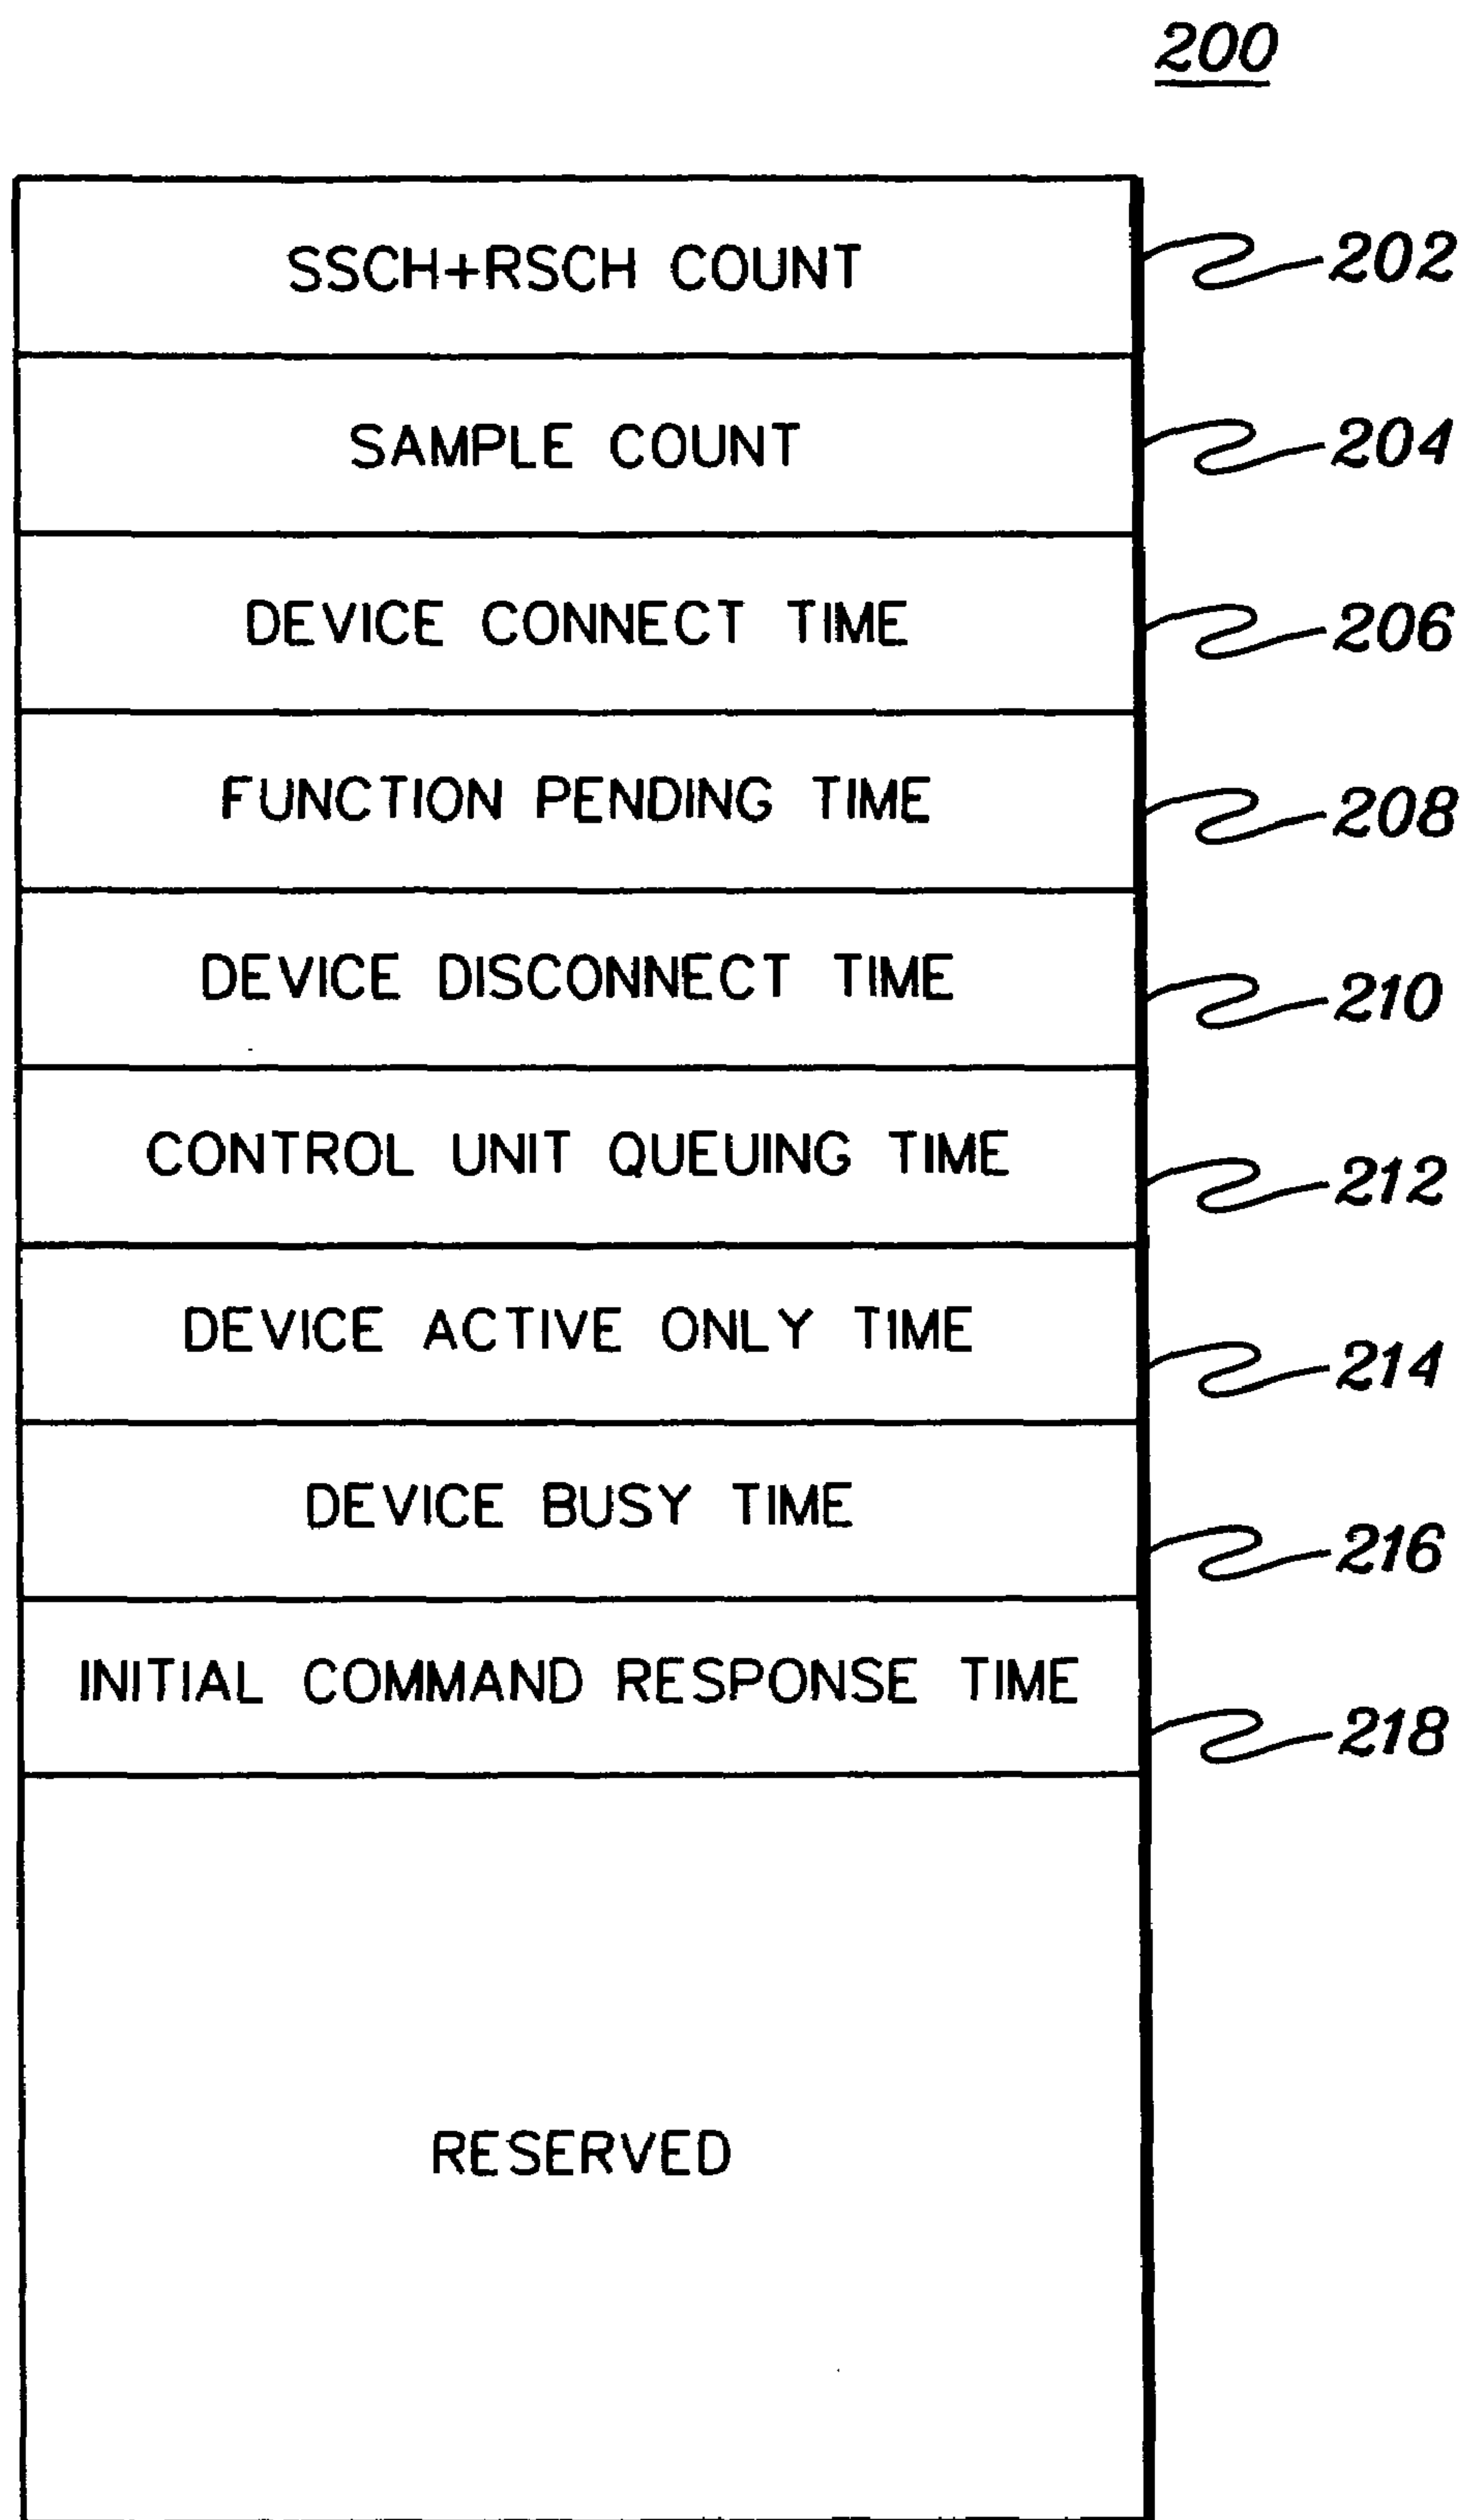 200
SSCH+RSCH COUNT 202
SAMPLE COUNT 204
DEVICE CONNECT TIME 206
FUNCTION PENDING TIME 208
DEVICE DISCONNECT TIME 210
CONTROL UNIT QUEUING TIME 212
DEVICE ACTIVE ONLY TIME 214
DEVICE BUSY TIME 216
INITIAL COMMAND RESPONSE TIME 218
RESERVED